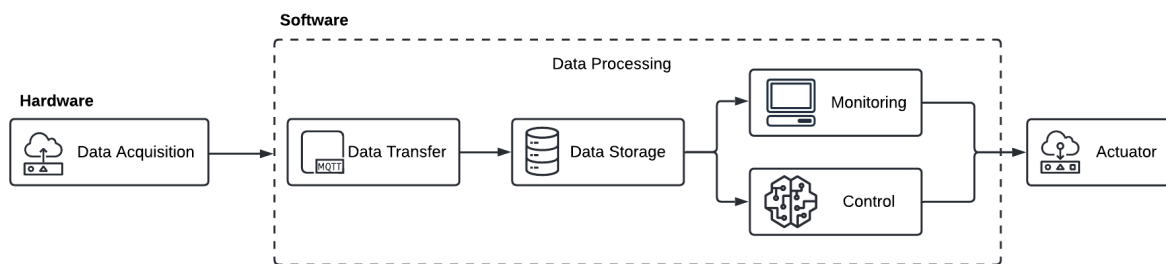 Software
Data Processing
Hardware
Data Acquisition
MQTT
Data Transfer
Data Storage
Monitoring
Control
Actuator